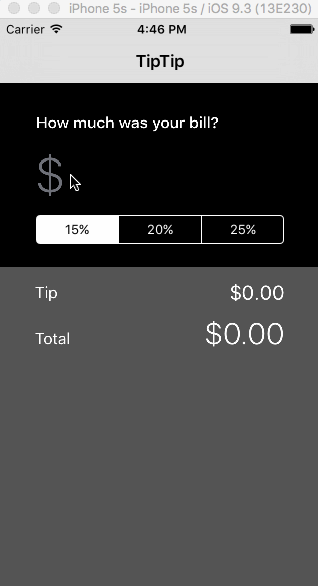 iPhone 5s - iPhone 5s / iOS 9.3 (13E230)
Carrier 4:46 PM
TipTip
How much was your bill?
$
15% 20% 25%
Tip $0.00
Total $0.00